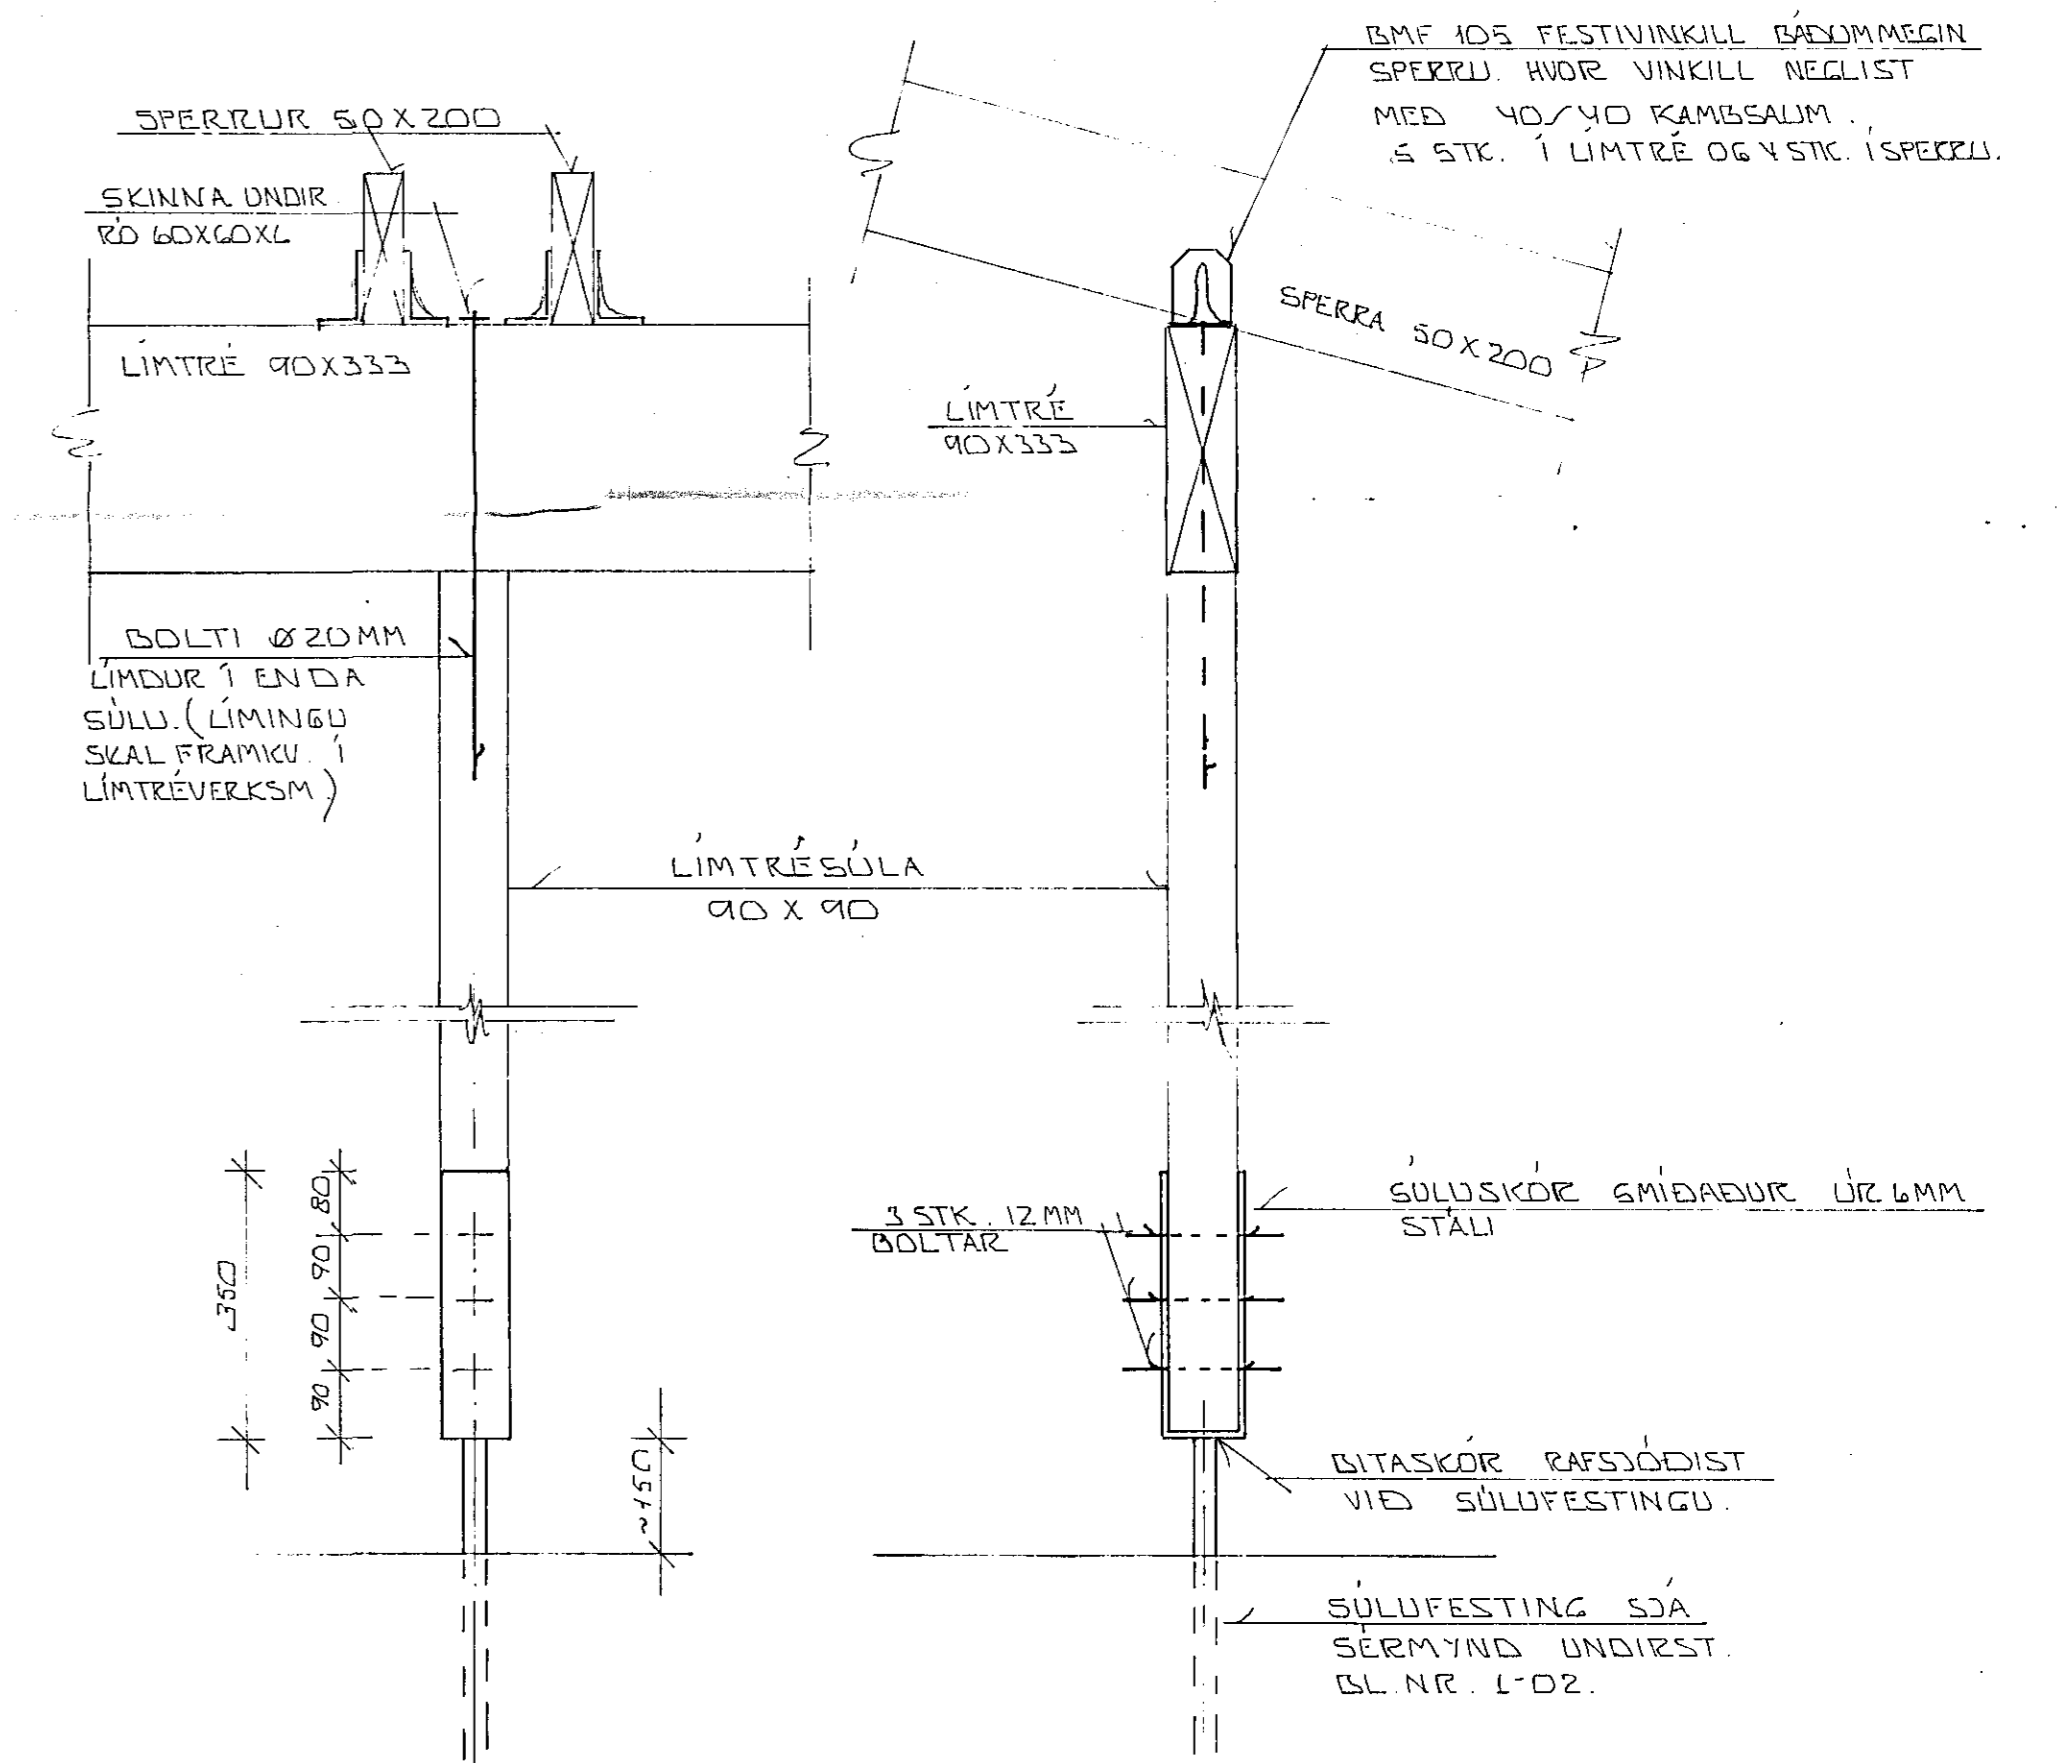 BMF 105 FESTIVINKILL BÁÐUMMEGIN
SPERRU. HVOR VINKILL NEGLIST
MEÐ 40/40 KAMBSAUM.
5 STK. Í LÍMTRÉ OG 4 STK. Í SPERRU.
SPERRUR 50X200
SKINNA UNDIR
RÓ 60X60X6
LÍMTRÉ 90X333
SPERRA 50X200
LÍMTRÉ
90X333
BOLTI Ø20MM
LÍMDUR Í ENDA
SÚLU. (LÍMINGU
SKAL FRAMKV. Í
LÍMTRÉVERKSM)
LÍMTRÉSÚLA
90 X 90
350
80
90
90
90
~150
3 STK. 12MM
BOLTAR
SÚLUSKÓR SMÍÐAÐUR ÚR 6MM
STÁLI
BITASKÓR RAFSJÓÐIST
VIÐ SÚLUFESTINGU.
SÚLUFESTING SJÁ
SÉRMYND UNDIRST.
BL.NR. 1-02.